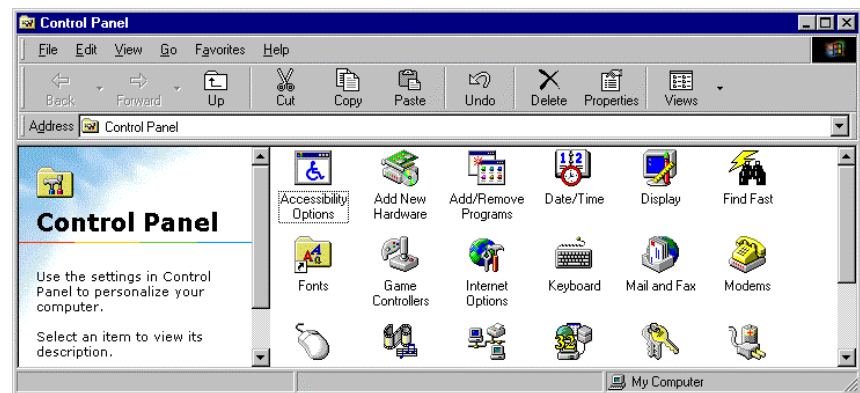 Control Panel
File Edit View Go Favorites Help
Back Forward Up Cut Copy Paste Undo Delete Properties Views
Address Control Panel
Control Panel
Use the settings in Control
Panel to personalize your
computer.
Select an item to view its
description.
Accessibility
Options
Add New
Hardware
Add/Remove
Programs
Date/Time
Display
Find Fast
Fonts
Game
Controllers
Internet
Options
Keyboard
Mail and Fax
Modems
32
My Computer